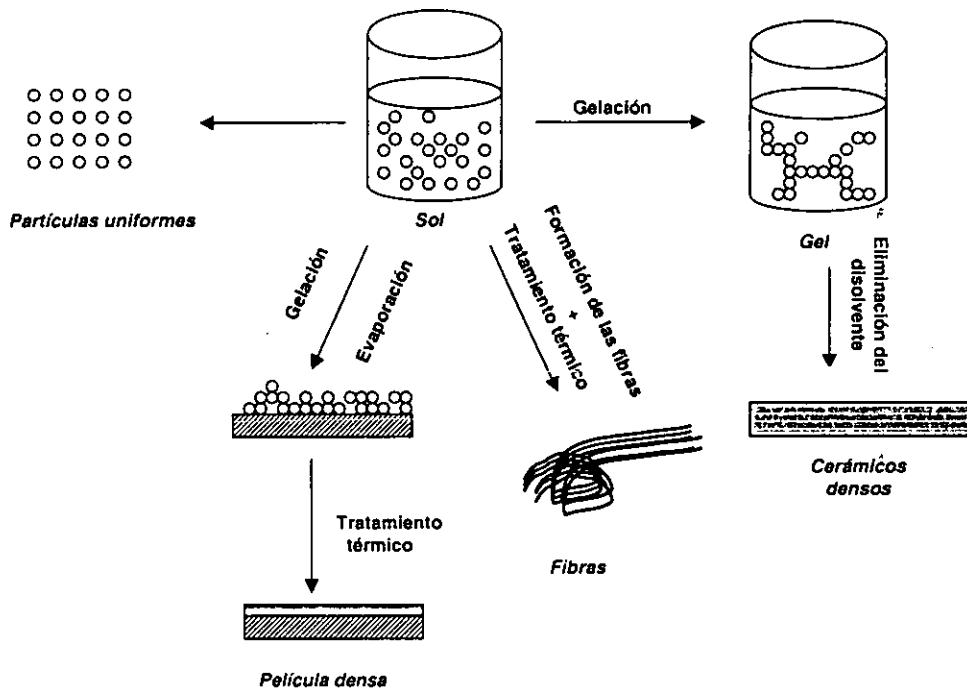 Gelación
Partículas uniformes
Sol
Gel
Gelación
Evaporación
Formación de las fibras
+
Tratamiento térmico
Eliminación del
disolvente
Cerámicos
densos
Tratamiento
térmico
Fibras
Película densa